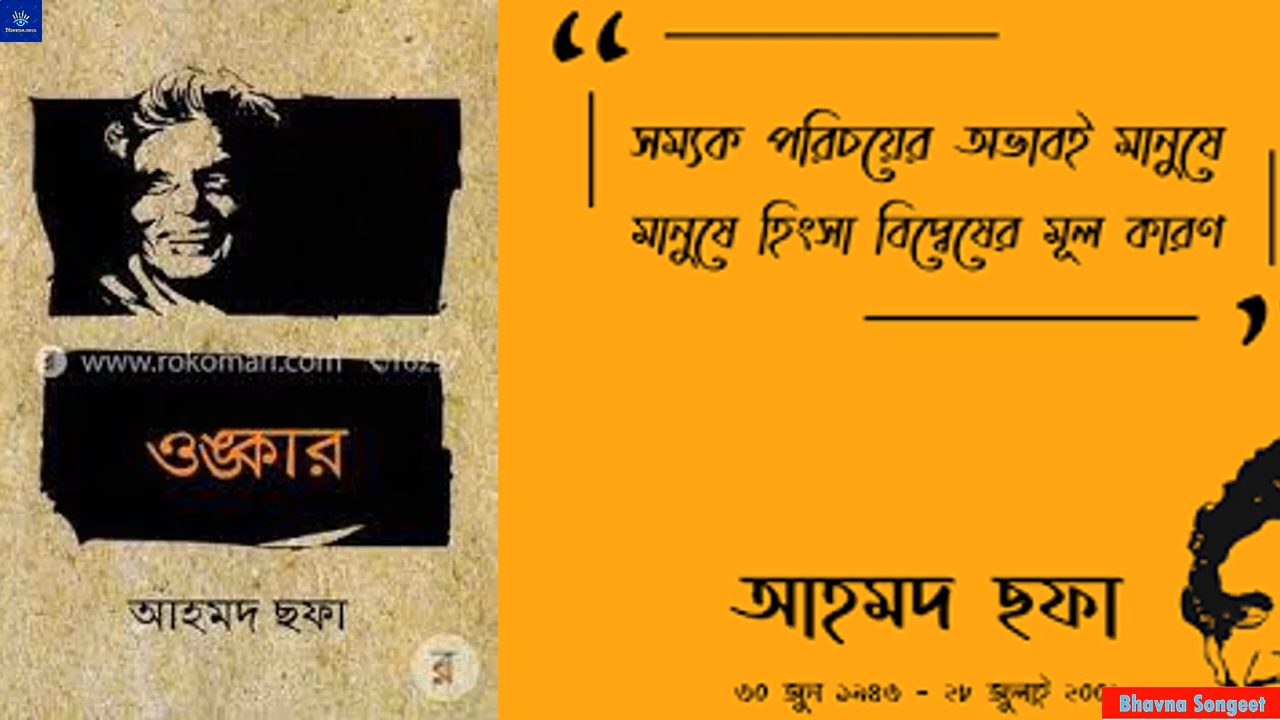 Bhavna
www.rokomari.com
ওঙ্কার
আহমদ ছফা
র
“
সম্যক পরিচয়ের অভাবই মানুষে
মানুষে হিংসা বিদ্বেষের মূল কারণ
’
আহমদ ছফা
৩০ জুন ১৯৪৩ - ২৮ জুলাই
Bhavna Songeet